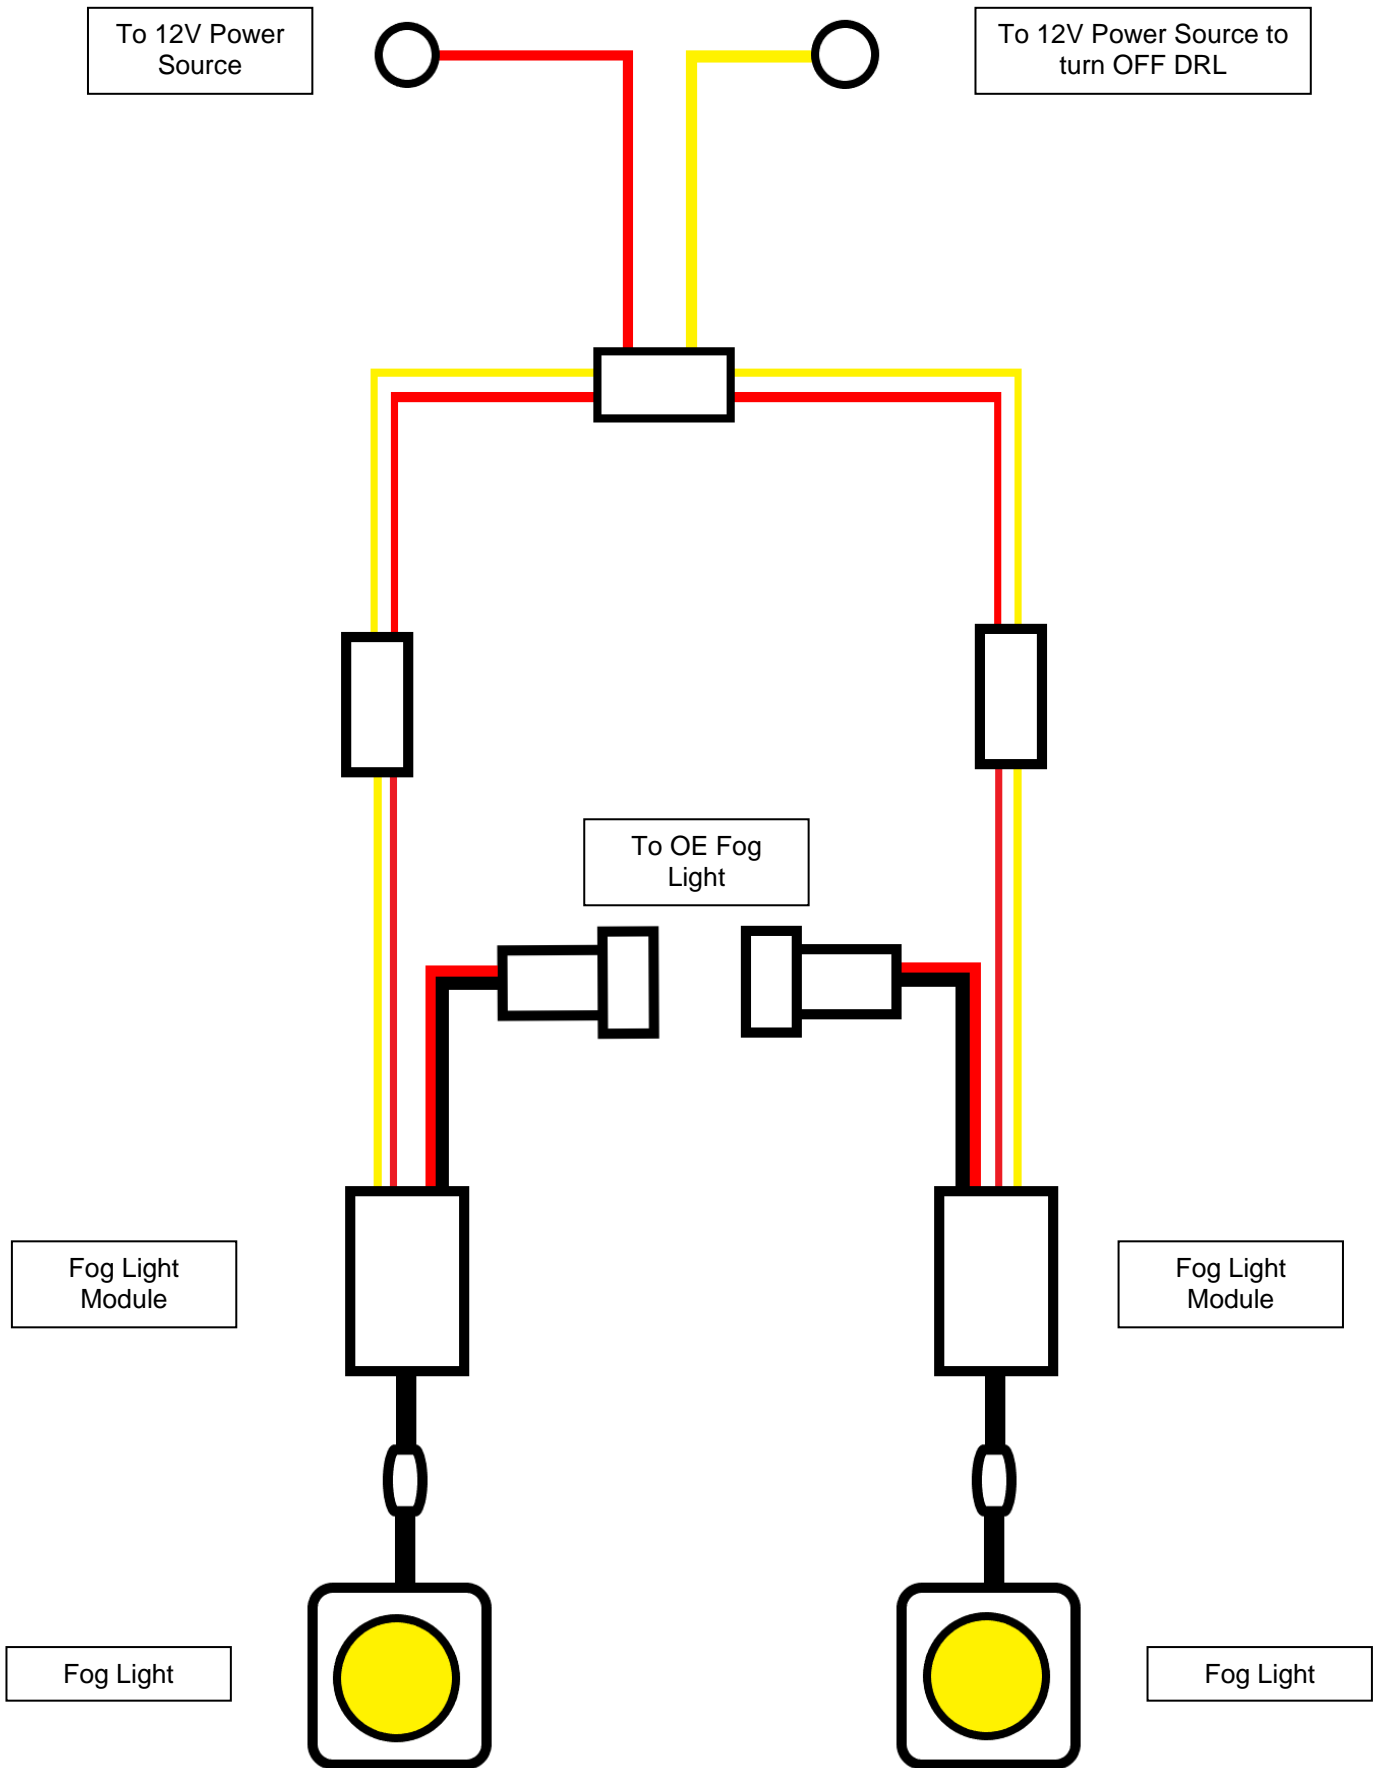 To 12V Power
Source
To 12V Power Source to
turn OFF DRL
To OE Fog
Light
Fog Light
Module
Fog Light
Module
Fog Light
Fog Light